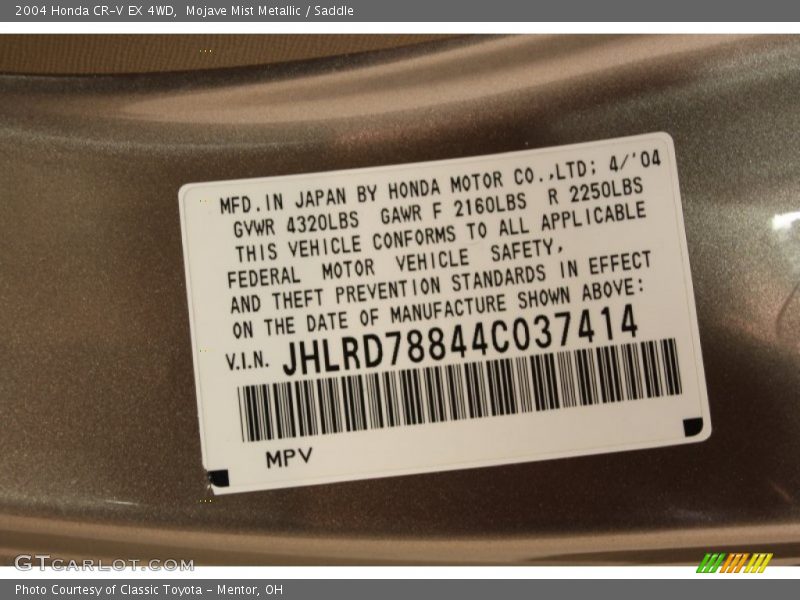 2004 Honda CR-V EX 4WD, Mojave Mist Metallic / Saddle
MFD.IN JAPAN BY HONDA MOTOR CO.,LTD; 4/'04
GVWR 4320LBS GAWR F 2160LBS R 2250LBS
THIS VEHICLE CONFORMS TO ALL APPLICABLE
FEDERAL MOTOR VEHICLE SAFETY,
AND THEFT PREVENTION STANDARDS IN EFFECT
ON THE DATE OF MANUFACTURE SHOWN ABOVE:
V.I.N. JHLRD78844C037414
MPV
GTCARLOT.COM
Photo Courtesy of Classic Toyota - Mentor, OH